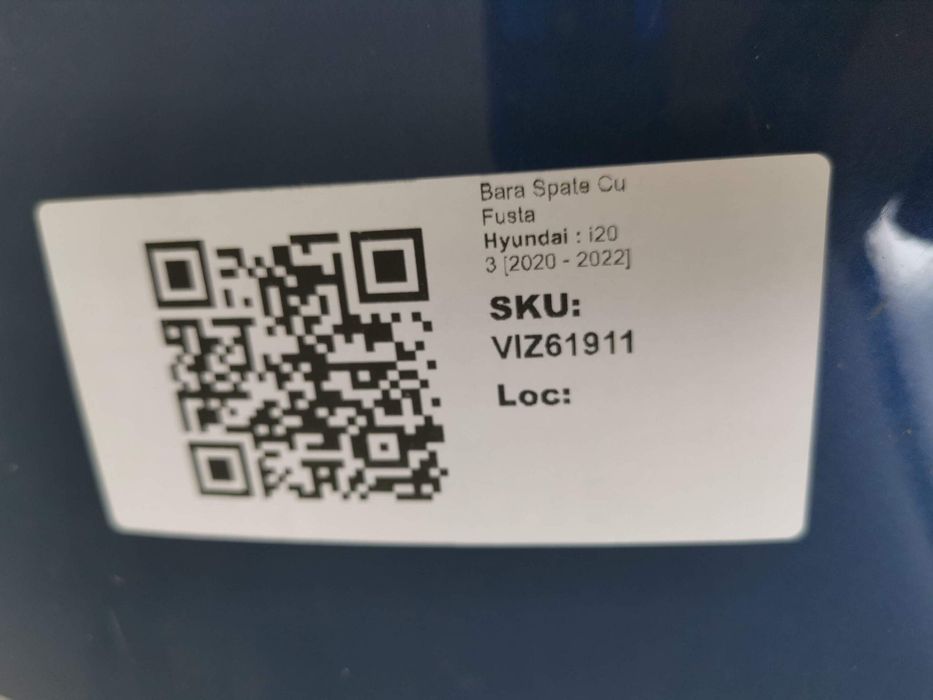 Bara Spate Cu
Fusta
Hyundai : i20
3 [2020 - 2022]
SKU:
VIZ61911
Loc: